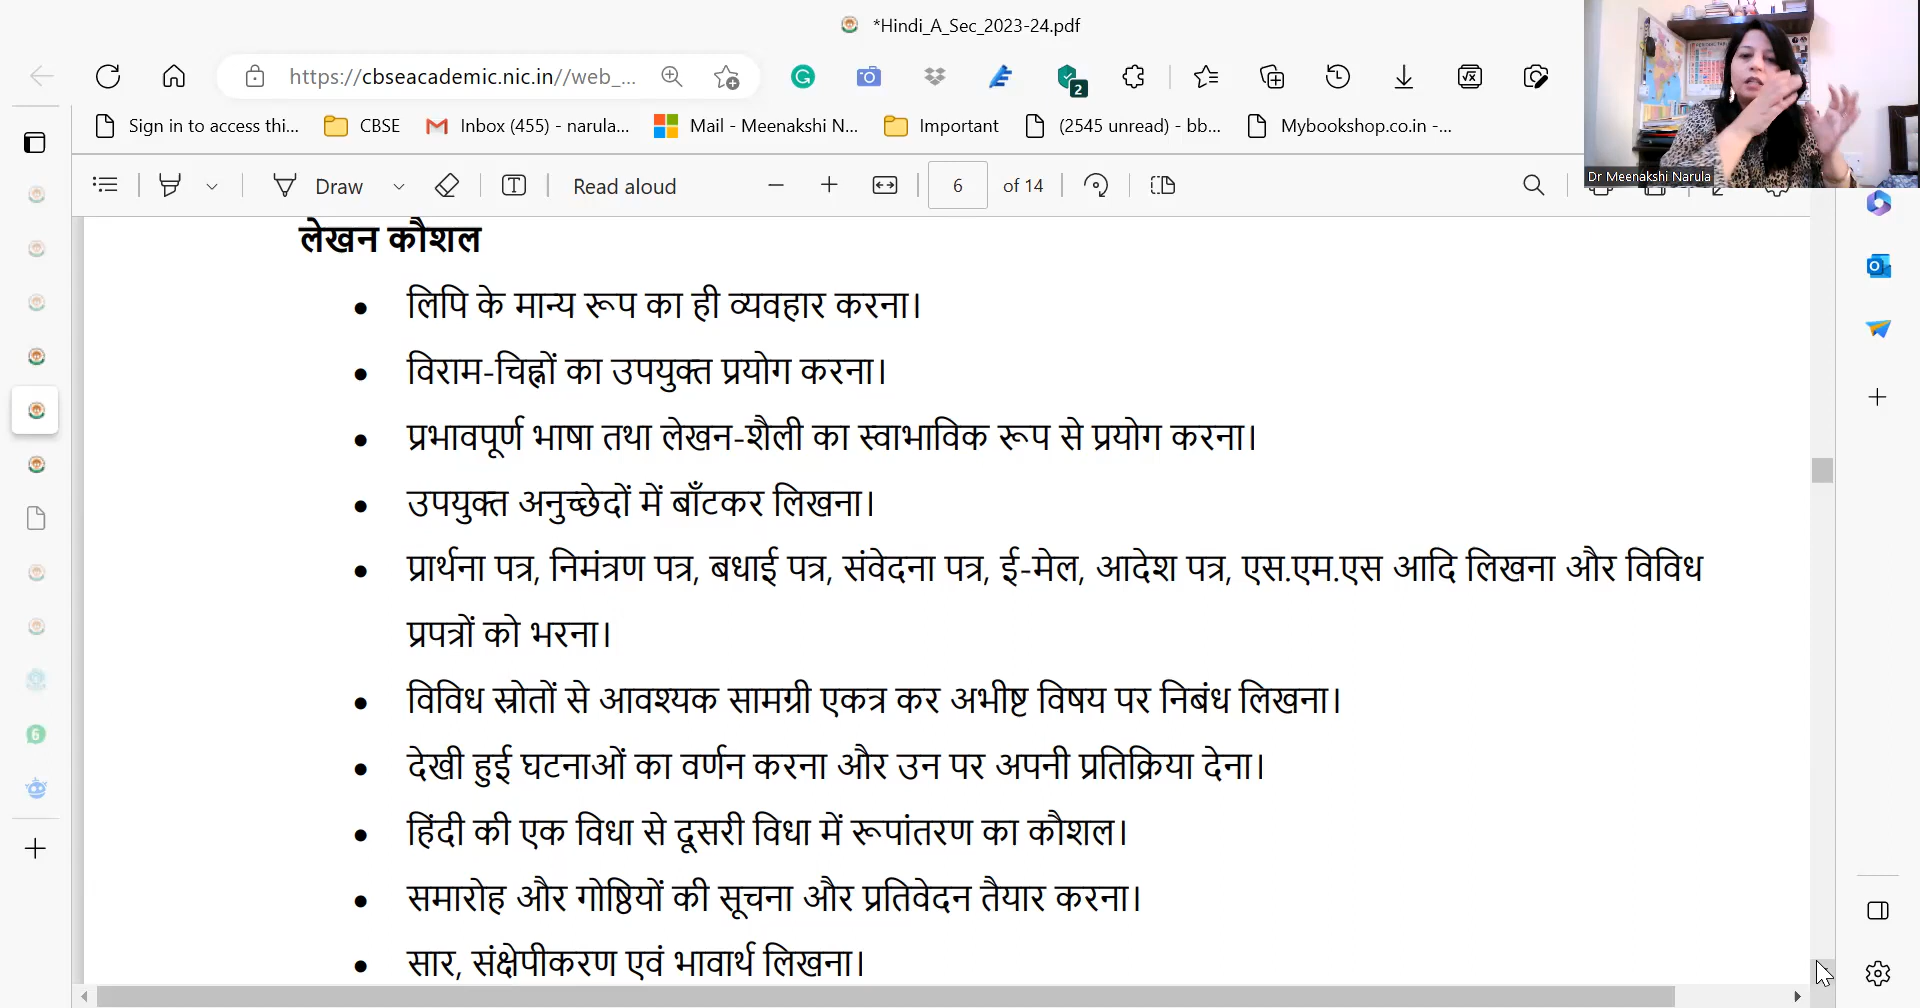 *Hindi_A_Sec_2023-24.pdf
https://cbseacademic.nic.in//web_...
2
Sign in to access thi...
CBSE
Inbox (455) - narula...
Mail - Meenakshi N...
Important
(2545 unread) - bb...
Mybookshop.co.in -...
Dr Meenakshi Narula
Draw
Read aloud
6
of 14
लेखन कौशल
• लिपि के मान्य रूप का ही व्यवहार करना।
• विराम-चिह्नों का उपयुक्त प्रयोग करना।
• प्रभावपूर्ण भाषा तथा लेखन-शैली का स्वाभाविक रूप से प्रयोग करना।
• उपयुक्त अनुच्छेदों में बाँटकर लिखना।
• प्रार्थना पत्र, निमंत्रण पत्र, बधाई पत्र, संवेदना पत्र, ई-मेल, आदेश पत्र, एस.एम.एस आदि लिखना और विविध
प्रपत्रों को भरना।
• विविध स्रोतों से आवश्यक सामग्री एकत्र कर अभीष्ट विषय पर निबंध लिखना।
• देखी हुई घटनाओं का वर्णन करना और उन पर अपनी प्रतिक्रिया देना।
• हिंदी की एक विधा से दूसरी विधा में रूपांतरण का कौशल।
• समारोह और गोष्ठियों की सूचना और प्रतिवेदन तैयार करना।
• सार, संक्षेपीकरण एवं भावार्थ लिखना।